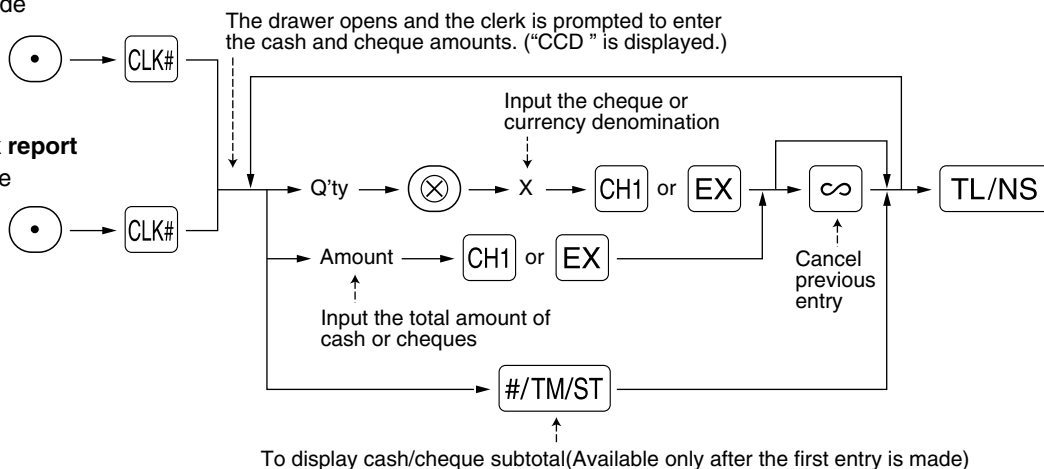 de
The drawer opens and the clerk is prompted to enter
the cash and cheque amounts. (“CCD ” is displayed.)
• CLK#
Input the cheque or
currency denomination
report
e
Q'ty ⊗ X CH1 or EX ∞ TL/NS
• CLK#
Amount CH1 or EX
Cancel
previous
entry
Input the total amount of
cash or cheques
#/TM/ST
To display cash/cheque subtotal(Available only after the first entry is made)